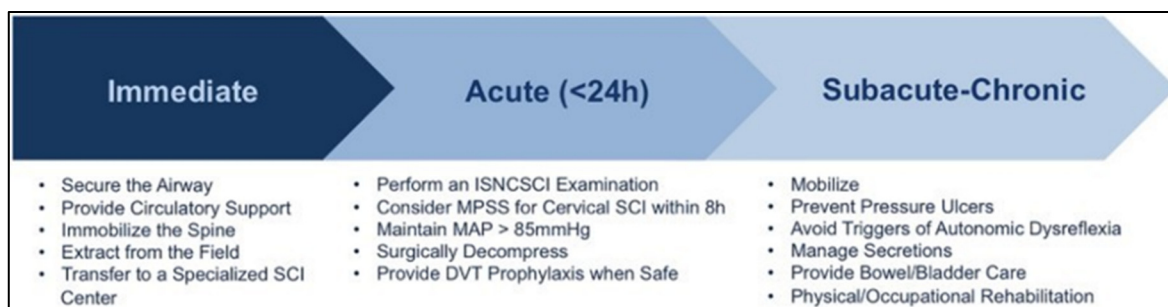 Immediate
Acute (<24h)
Subacute-Chronic
• Secure the Airway
• Provide Circulatory Support
• Immobilize the Spine
• Extract from the Field
• Transfer to a Specialized SCI
Center
• Perform an ISNCSCI Examination
• Consider MPSS for Cervical SCI within 8h
• Maintain MAP > 85mmHg
• Surgically Decompress
• Provide DVT Prophylaxis when Safe
• Mobilize
• Prevent Pressure Ulcers
• Avoid Triggers of Autonomic Dysreflexia
• Manage Secretions
• Provide Bowel/Bladder Care
• Physical/Occupational Rehabilitation